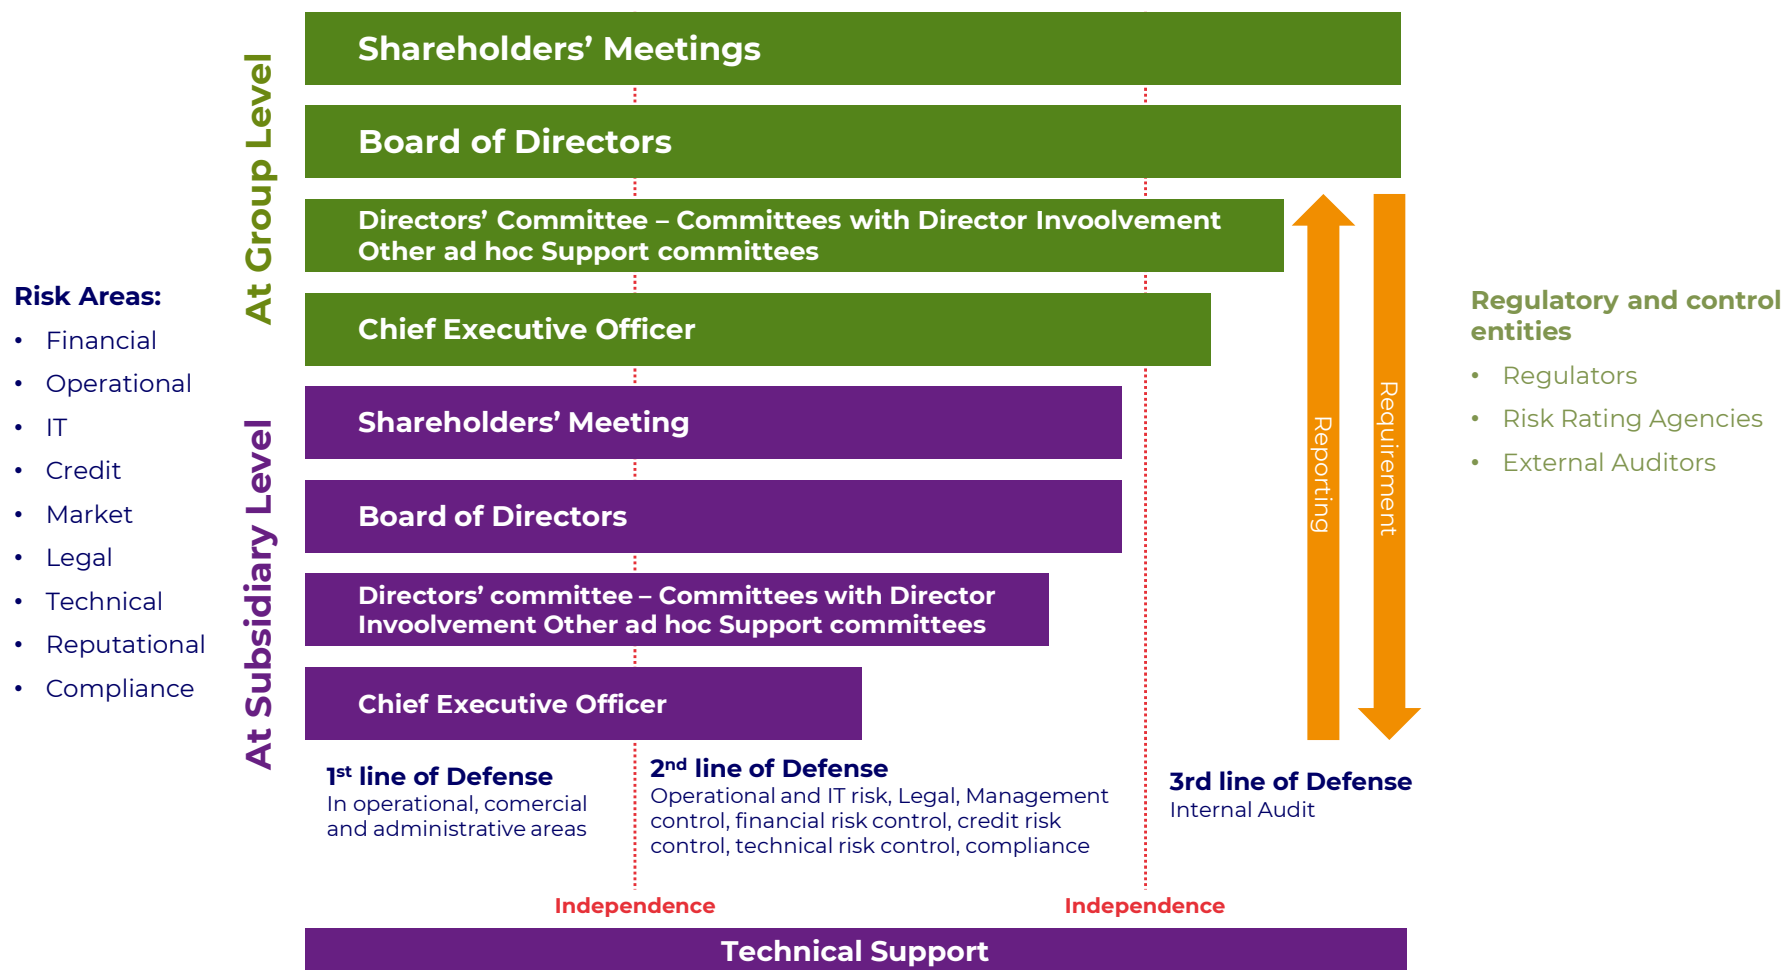 At Group Level
Shareholders’ Meetings
Board of Directors
Directors’ Committee – Committees with Director Invoolvement
Other ad hoc Support committees
Chief Executive Officer
At Subsidiary Level
Shareholders’ Meeting
Board of Directors
Directors’ committee – Committees with Director
Invoolvement Other ad hoc Support committees
Chief Executive Officer
Risk Areas:
• Financial
• Operational
• IT
• Credit
• Market
• Legal
• Technical
• Reputational
• Compliance
Reporting
Requirement
Regulatory and control
entities
• Regulators
• Risk Rating Agencies
• External Auditors
1st line of Defense
In operational, comercial
and administrative areas
2nd line of Defense
Operational and IT risk, Legal, Management
control, financial risk control, credit risk
control, technical risk control, compliance
3rd line of Defense
Internal Audit
Independence
Independence
Technical Support